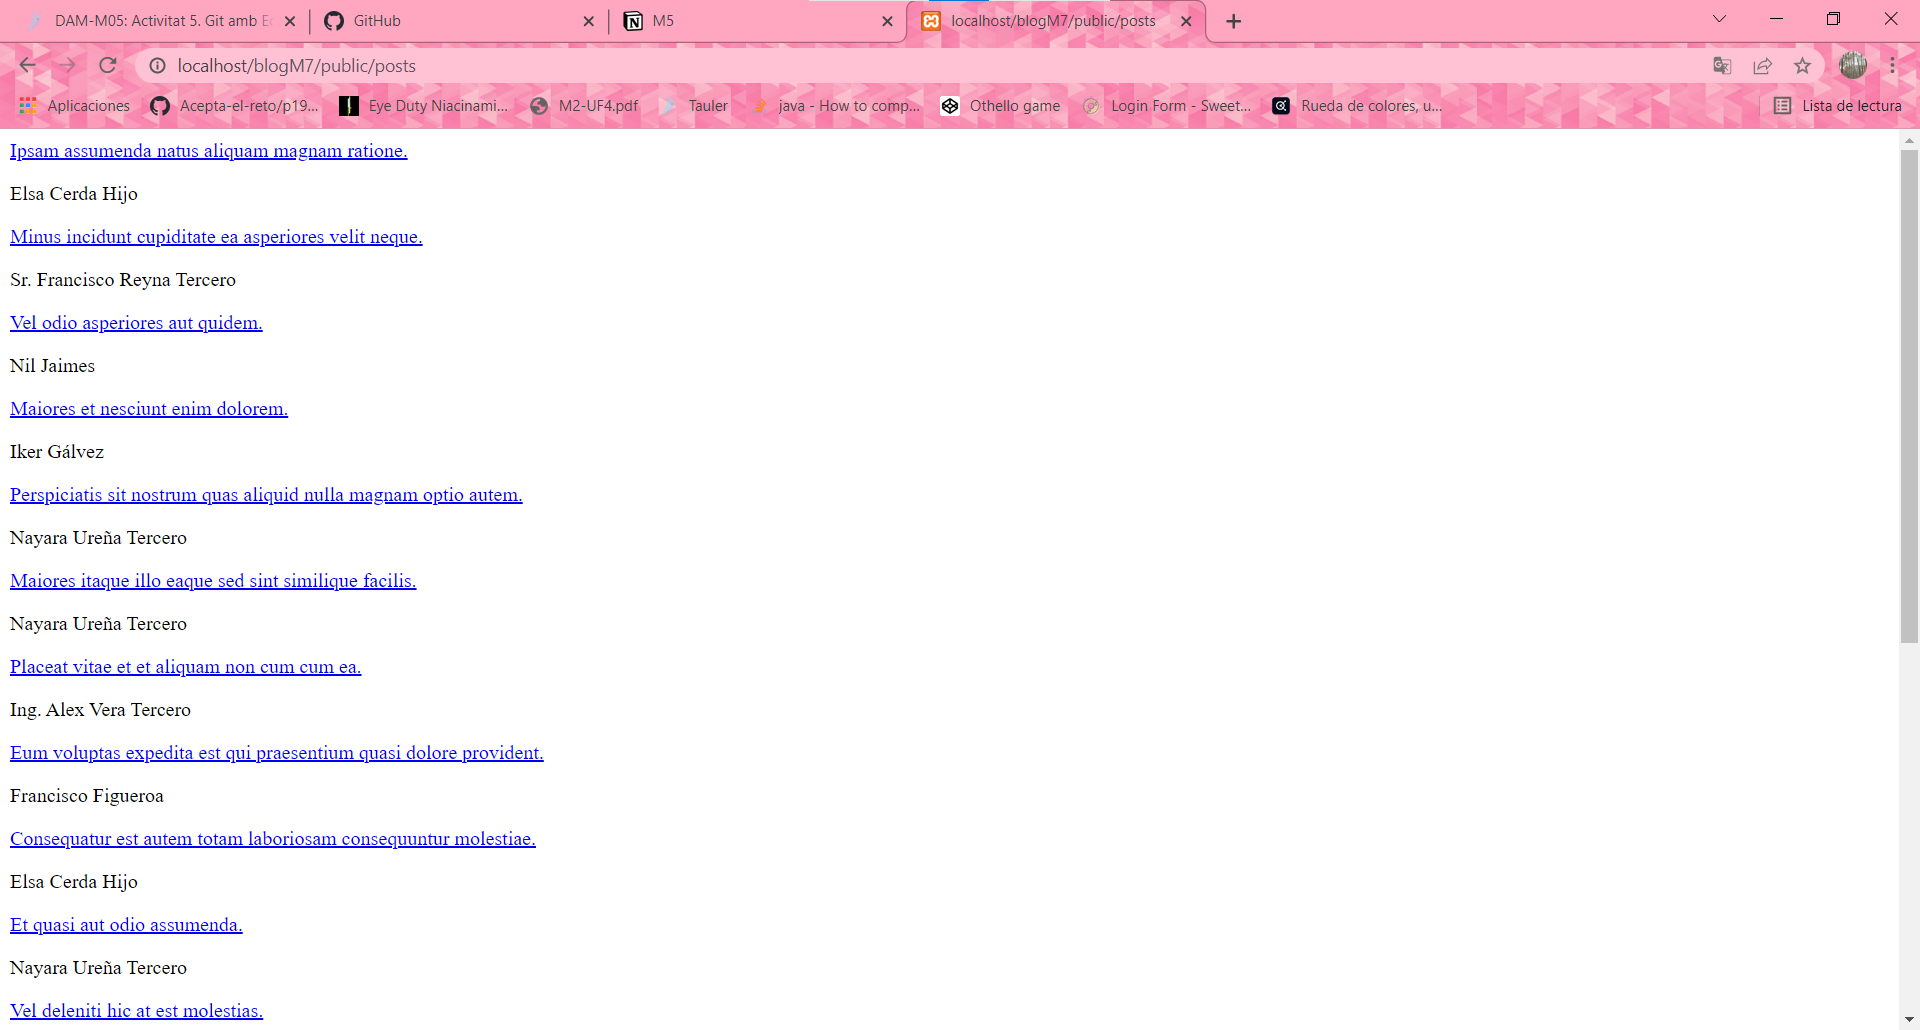 DAM-M05: Activitat 5. Git amb Ec
GitHub
M5
localhost/blogM7/public/posts
localhost/blogM7/public/posts
Aplicaciones
Acepta-el-reto/p19...
Eye Duty Niacinami...
M2-UF4.pdf
Tauler
java - How to comp...
Othello game
Login Form - Sweet...
Rueda de colores, u...
Lista de lectura
Ipsam assumenda natus aliquam magnam ratione.
Elsa Cerda Hijo
Minus incidunt cupiditate ea asperiores velit neque.
Sr. Francisco Reyna Tercero
Vel odio asperiores aut quidem.
Nil Jaimes
Maiores et nesciunt enim dolorem.
Iker Gálvez
Perspiciatis sit nostrum quas aliquid nulla magnam optio autem.
Nayara Ureña Tercero
Maiores itaque illo eaque sed sint similique facilis.
Nayara Ureña Tercero
Placeat vitae et et aliquam non cum cum ea.
Ing. Alex Vera Tercero
Eum voluptas expedita est qui praesentium quasi dolore provident.
Francisco Figueroa
Consequatur est autem totam laboriosam consequuntur molestiae.
Elsa Cerda Hijo
Et quasi aut odio assumenda.
Nayara Ureña Tercero
Vel deleniti hic at est molestias.